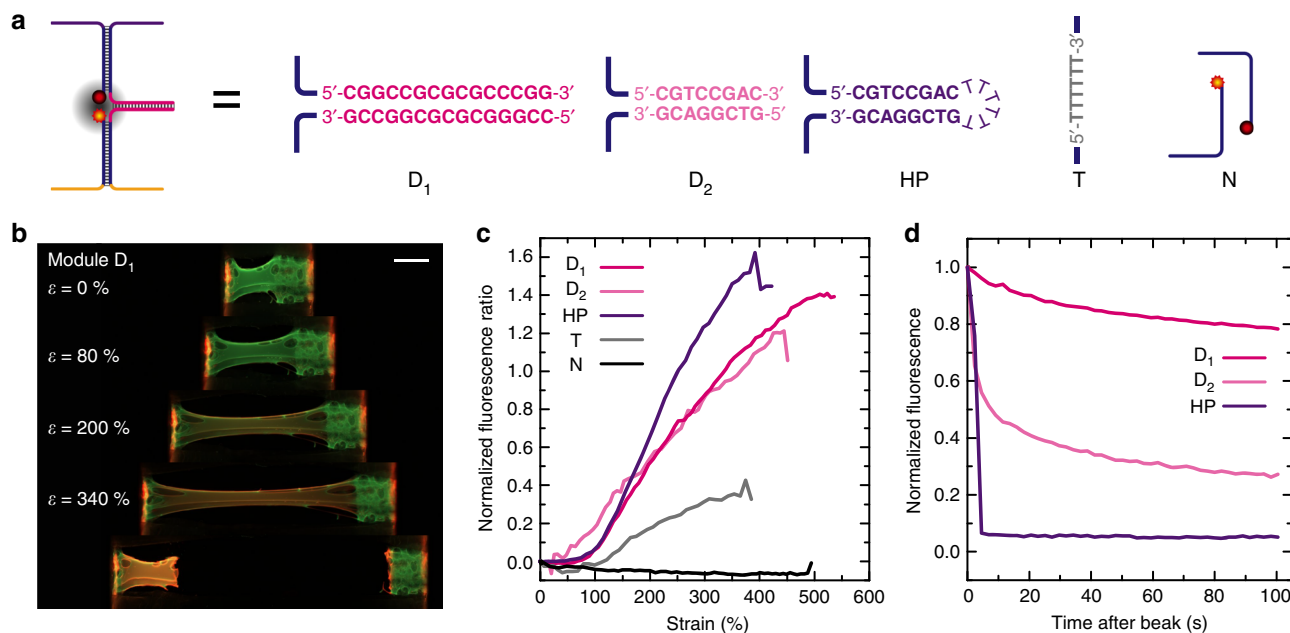 a
=
5′-CGGCCGCGCGCCCGG-3′
3′-GCCGGCGCGCGGGCC-5′
D1
5′-CGTCCGAC-3′
3′-GCAGGCTG-5′
D2
5′-CGTCCGAC
TTTTTTT
3′-GCAGGCTG
HP
5′-TTTTTT-3′
T
N
b
Module D1
ε = 0 %
ε = 80 %
ε = 200 %
ε = 340 %
c
Normalized fluorescence ratio
1.6
1.4
1.2
1.0
0.8
0.6
0.4
0.2
0.0
D1
D2
HP
T
N
0 100 200 300 400 500 600
Strain (%)
d
Normalized fluorescence
1.0
0.8
0.6
0.4
0.2
0.0
D1
D2
HP
0 20 40 60 80 100
Time after beak (s)